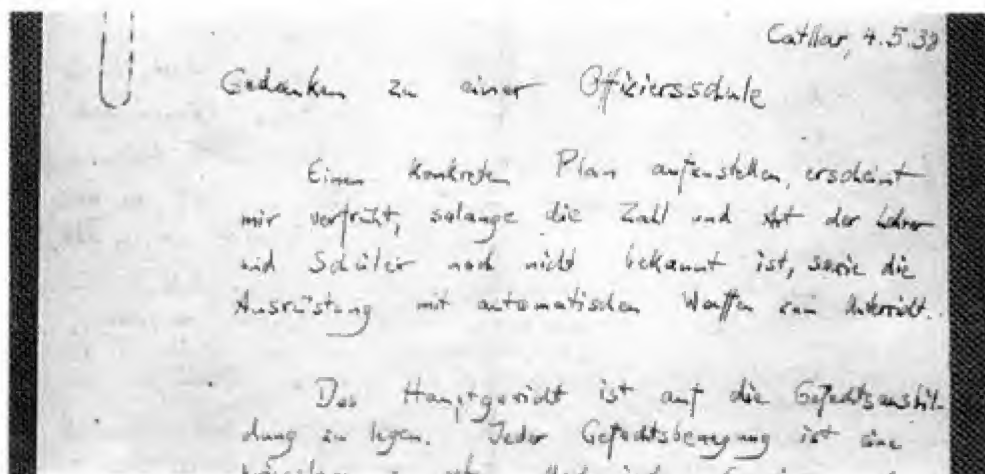 Catllar, 4.5.38
Gedanken zu einer Offiziersschule
Einen konkreten Plan aufzustellen, erscheint
mir verfrüht, solange die Zahl und Art der Lehrer
und Schüler noch nicht bekannt ist, sowie die
Ausrüstung mit automatischen Waffen zum Unterricht.
Das Hauptgewicht ist auf die Gefechtsausbil-
dung zu legen. Jeder Gefechtsbewegung ist eine